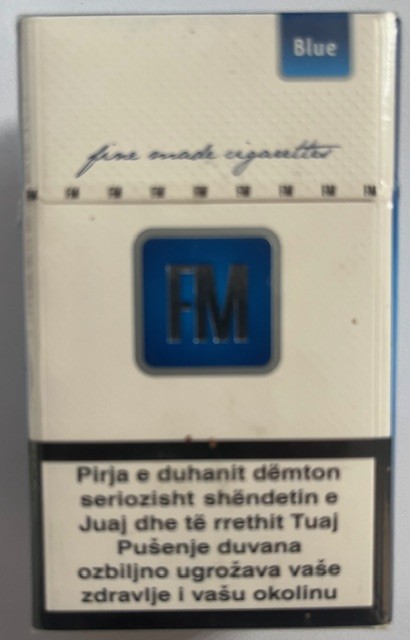 Blue
fine made cigarettes
FM FM FM FM FM FM FM FM FM
FM
Pirja e duhanit dëmton
seriozisht shëndetin e
Juaj dhe të rrethit Tuaj
Pušenje duvana
ozbiljno ugrožava vaše
zdravlje i vašu okolinu